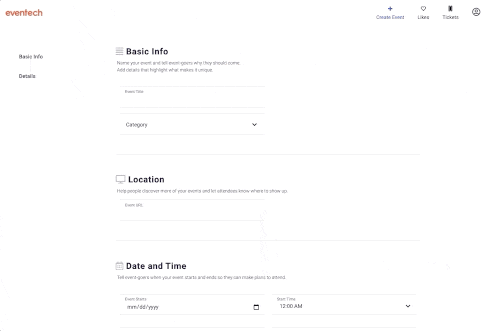 eventech
Create Event
Likes
Tickets
Basic Info
Details
Basic Info
Name your event and tell event-goers why they should come.
Add details that highlight what makes it unique.
Event Title
Category
Location
Help people discover more of your events and let attendees know where to show up.
Event URL
Date and Time
Tell event-goers when your event starts and ends so they can make plans to attend.
Event Starts
mm/dd/yyyy
Start Time
12:00 AM